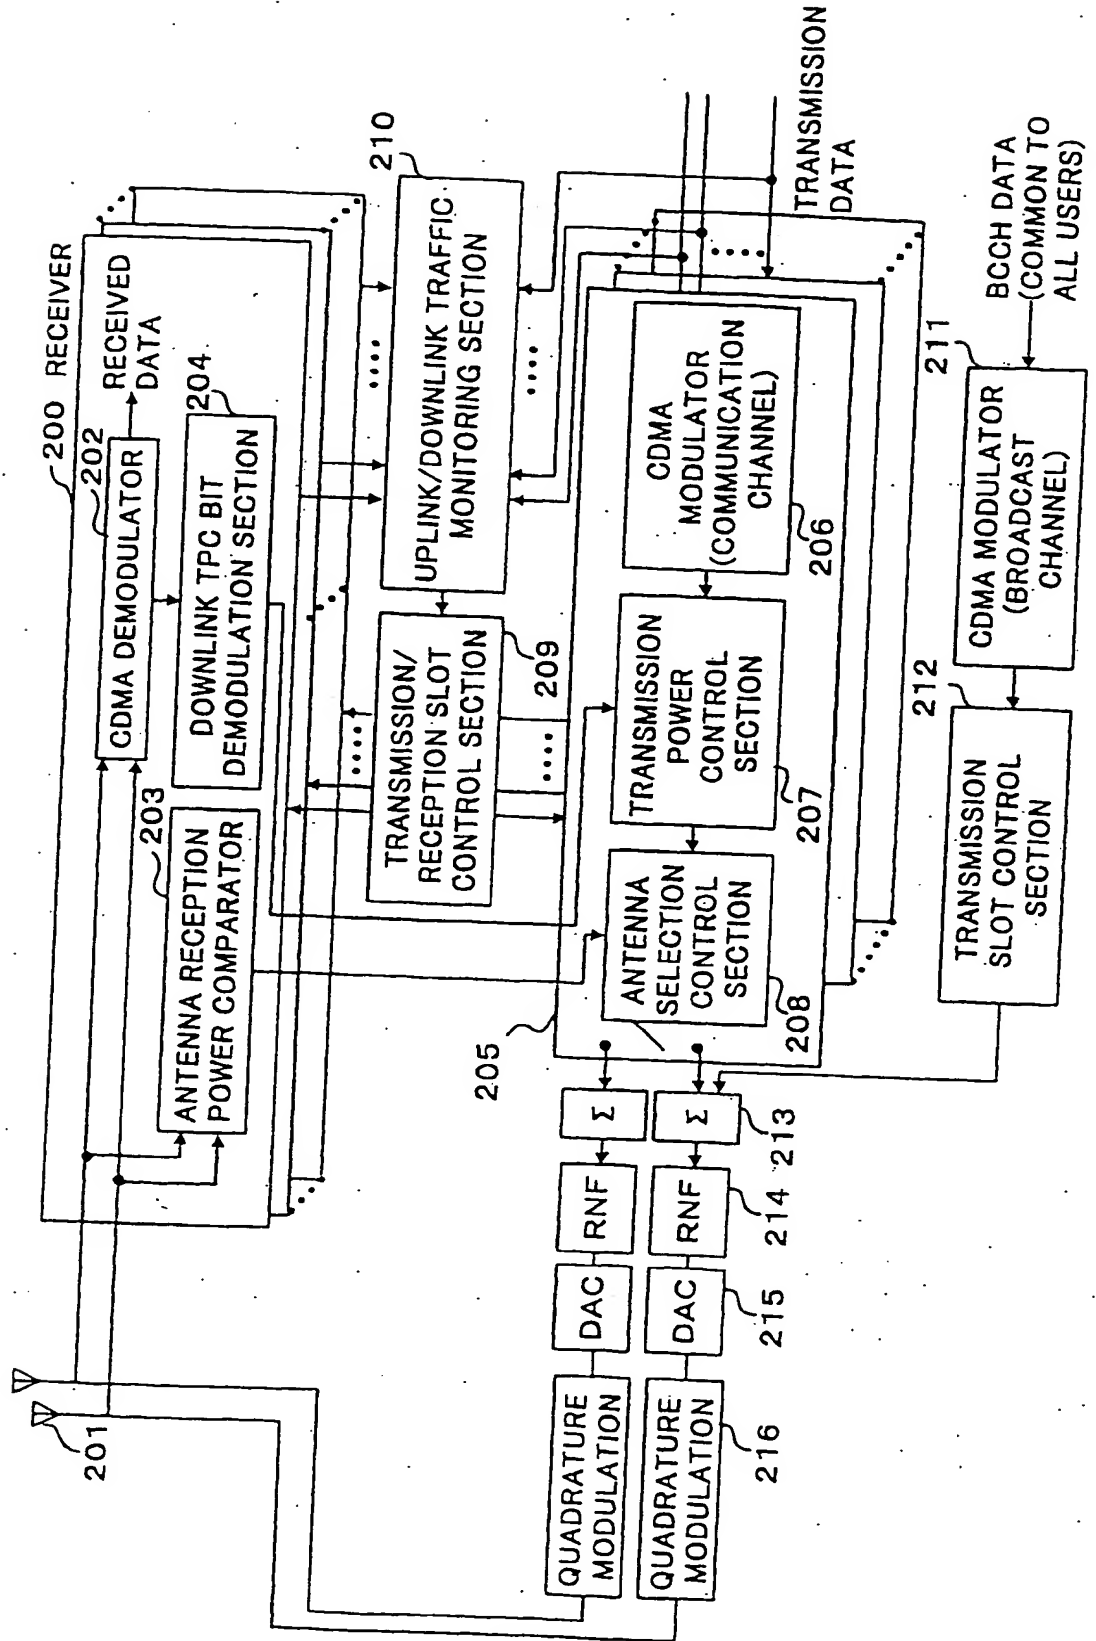 200 RECEIVER
202
CDMA DEMODULATOR
RECEIVED
DATA
203
ANTENNA RECEPTION
POWER COMPARATOR
204
DOWNLINK TPC BIT
DEMODULATION SECTION
201
TRANSMISSION/
RECEPTION SLOT
CONTROL SECTION
209
210
UPLINK/DOWNLINK TRAFFIC
MONITORING SECTION
205
ANTENNA
SELECTION
CONTROL
SECTION
208
TRANSMISSION
POWER
CONTROL
SECTION
207
CDMA
MODULATOR
(COMMUNICATION
CHANNEL)
206
TRANSMISSION
DATA
QUADRATURE
MODULATION
DAC
RNF
Σ
QUADRATURE
MODULATION
216
DAC
215
RNF
214
Σ
213
212
TRANSMISSION
SLOT CONTROL
SECTION
211
CDMA MODULATOR
(BROADCAST
CHANNEL)
BCCH DATA
(COMMON TO
ALL USERS)